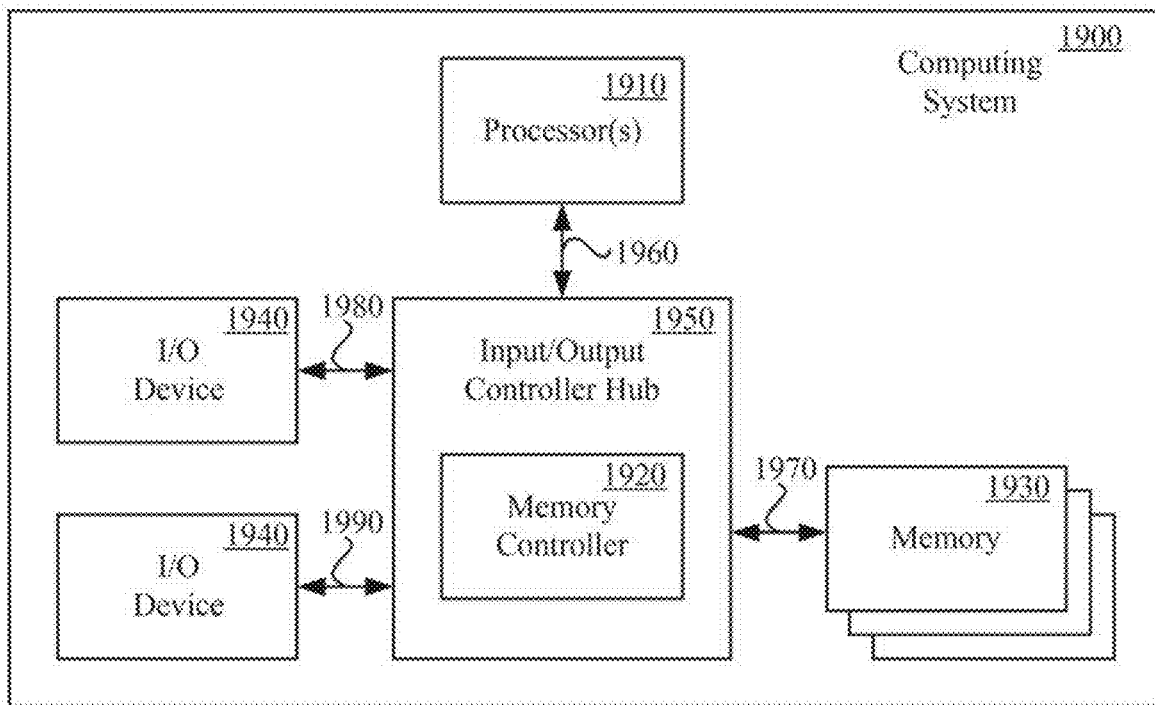 1900
Computing
System
1910
Processor(s)
1960
1940
I/O
Device
1980
1950
Input/Output
Controller Hub
1920
Memory
Controller
1970
1930
Memory
1940
I/O
Device
1990